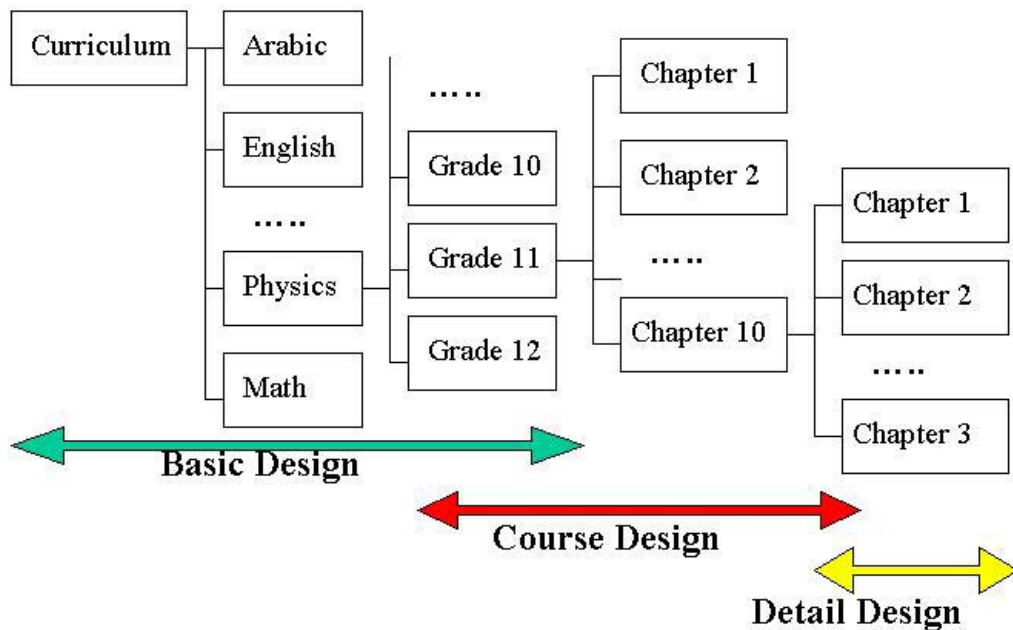 Curriculum
Arabic
English
.....
Physics
Math
.....
Grade 10
Grade 11
Grade 12
Chapter 1
Chapter 2
.....
Chapter 10
Chapter 1
Chapter 2
.....
Chapter 3
Basic Design
Course Design
Detail Design